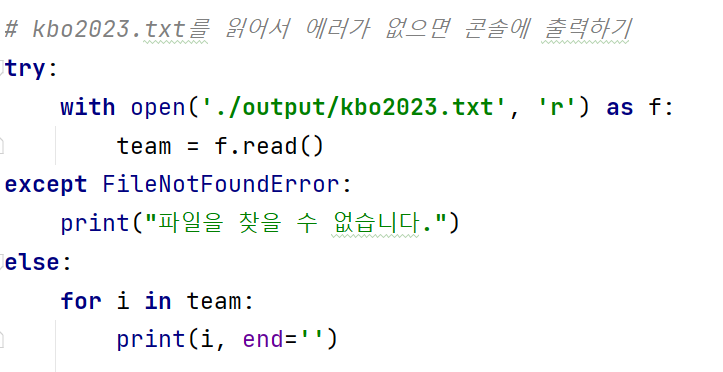 # kbo2023.txt를 읽어서 에러가 없으면 콘솔에 출력하기
try:
    with open('./output/kbo2023.txt', 'r') as f:
        team = f.read()
except FileNotFoundError:
    print("파일을 찾을 수 없습니다.")
else:
    for i in team:
        print(i, end='')